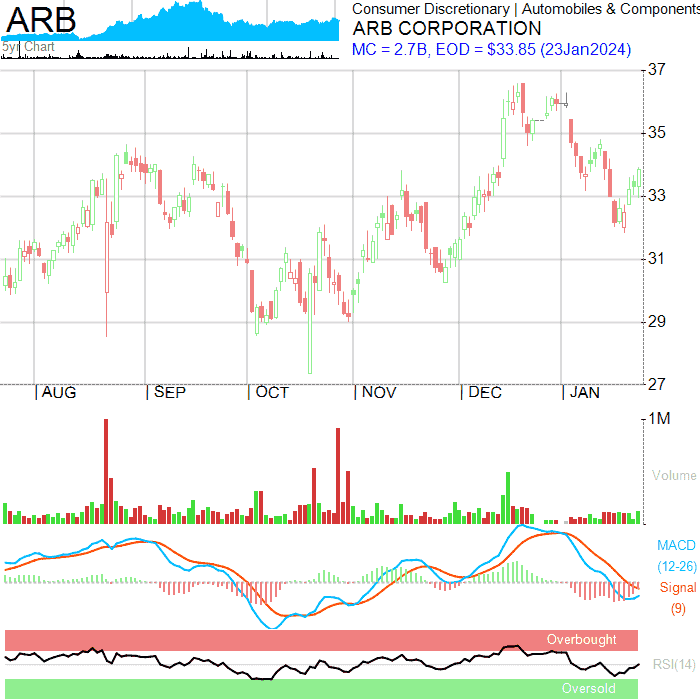 ARB
5yr Chart
Consumer Discretionary | Automobiles & Components
ARB CORPORATION
MC = 2.7B, EOD = $33.85 (23Jan2024)
37
35
33
31
29
27
AUG
SEP
OCT
NOV
DEC
JAN
1M
Volume
MACD
(12-26)
Signal
(9)
Overbought
RSI(14)
Oversold